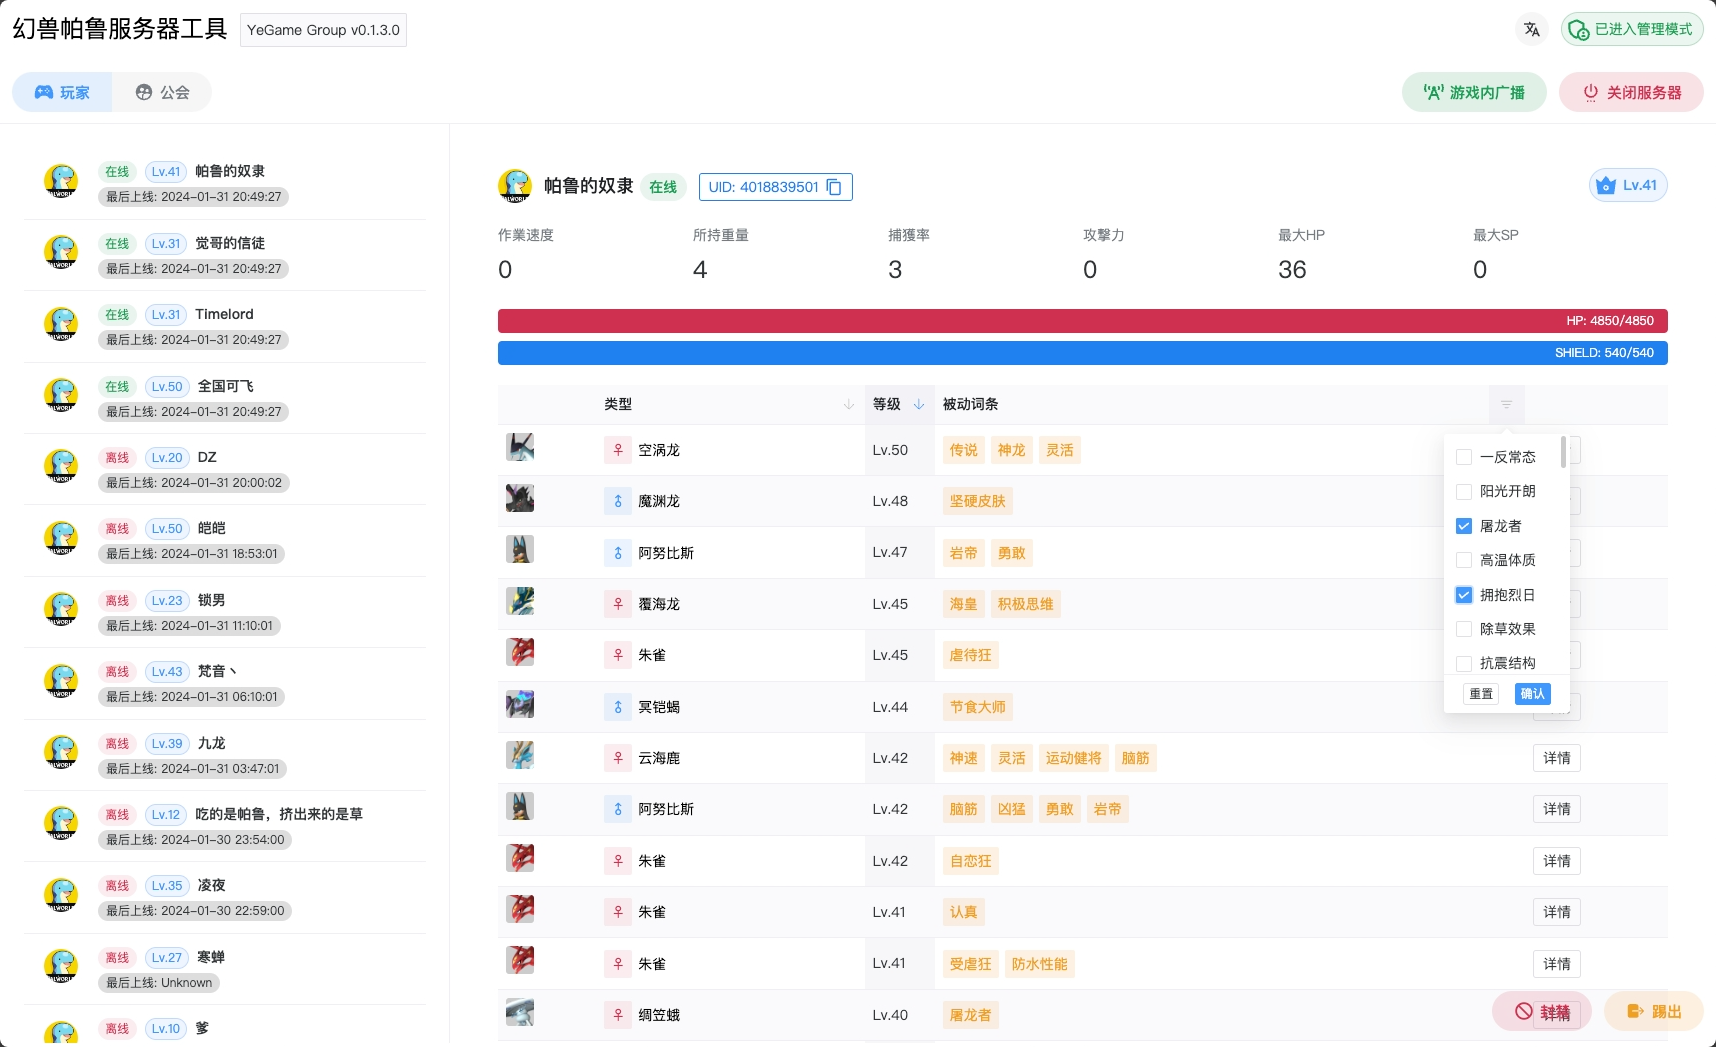 幻兽帕鲁服务器工具
YeGame Group v0.1.3.0
已进入管理模式
玩家
公会
游戏内广播
关闭服务器
在线 Lv.41 帕鲁的奴隶
最后上线: 2024-01-31 20:49:27
在线 Lv.31 觉哥的信徒
最后上线: 2024-01-31 20:49:27
在线 Lv.31 Timelord
最后上线: 2024-01-31 20:49:27
在线 Lv.50 全国可飞
最后上线: 2024-01-31 20:49:27
离线 Lv.20 DZ
最后上线: 2024-01-31 20:00:02
离线 Lv.50 皑皑
最后上线: 2024-01-31 18:53:01
离线 Lv.23 锁男
最后上线: 2024-01-31 11:10:01
离线 Lv.43 梵音丶
最后上线: 2024-01-31 06:10:01
离线 Lv.39 九龙
最后上线: 2024-01-31 03:47:01
离线 Lv.12 吃的是帕鲁，挤出来的是草
最后上线: 2024-01-30 23:54:00
离线 Lv.35 凌夜
最后上线: 2024-01-30 22:59:00
离线 Lv.27 寒蝉
最后上线: Unknown
离线 Lv.10 爹
帕鲁的奴隶 在线 UID: 4018839501
Lv.41
作業速度 所持重量 捕獲率 攻撃力 最大HP 最大SP
0 4 3 0 36 0
HP: 4850/4850
SHIELD: 540/540
类型 等级 被动词条
空涡龙 Lv.50 传说 神龙 灵活
魔渊龙 Lv.48 坚硬皮肤
阿努比斯 Lv.47 岩帝 勇敢
覆海龙 Lv.45 海皇 积极思维
朱雀 Lv.45 虐待狂
冥铠蝎 Lv.44 节食大师
云海鹿 Lv.42 神速 灵活 运动健将 脑筋 详情
阿努比斯 Lv.42 脑筋 凶猛 勇敢 岩帝 详情
朱雀 Lv.42 自恋狂 详情
朱雀 Lv.41 认真 详情
朱雀 Lv.41 受虐狂 防水性能 详情
绸笠蛾 Lv.40 屠龙者 详情
一反常态
阳光开朗
屠龙者
高温体质
拥抱烈日
除草效果
抗震结构
重置 确认
封禁
踢出